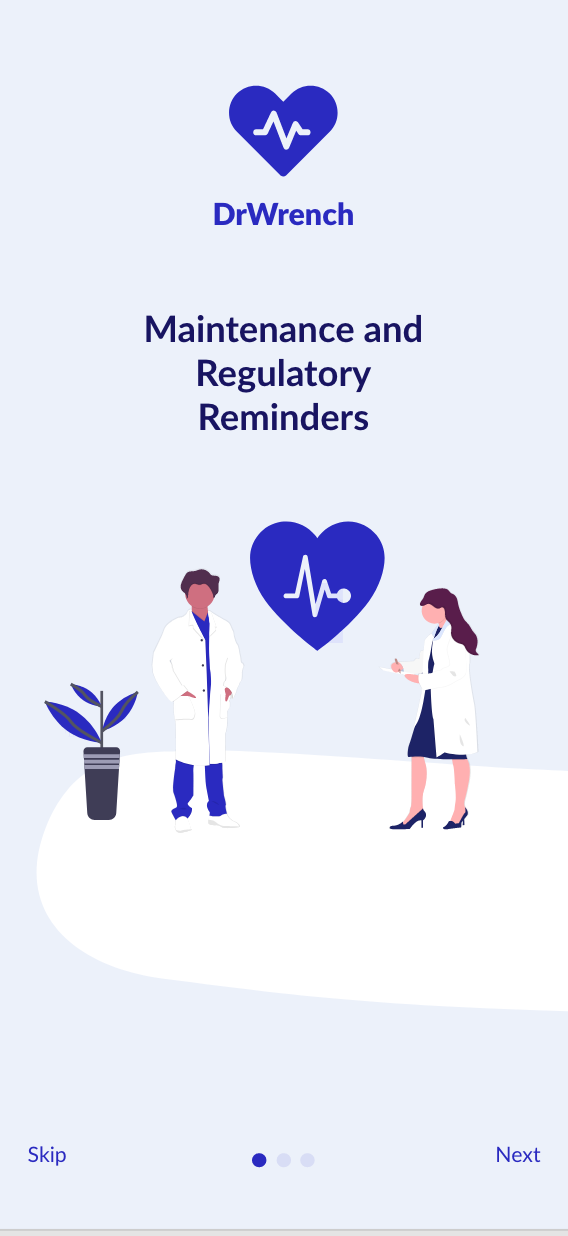 DrWrench
Maintenance and
Regulatory
Reminders
Skip
Next